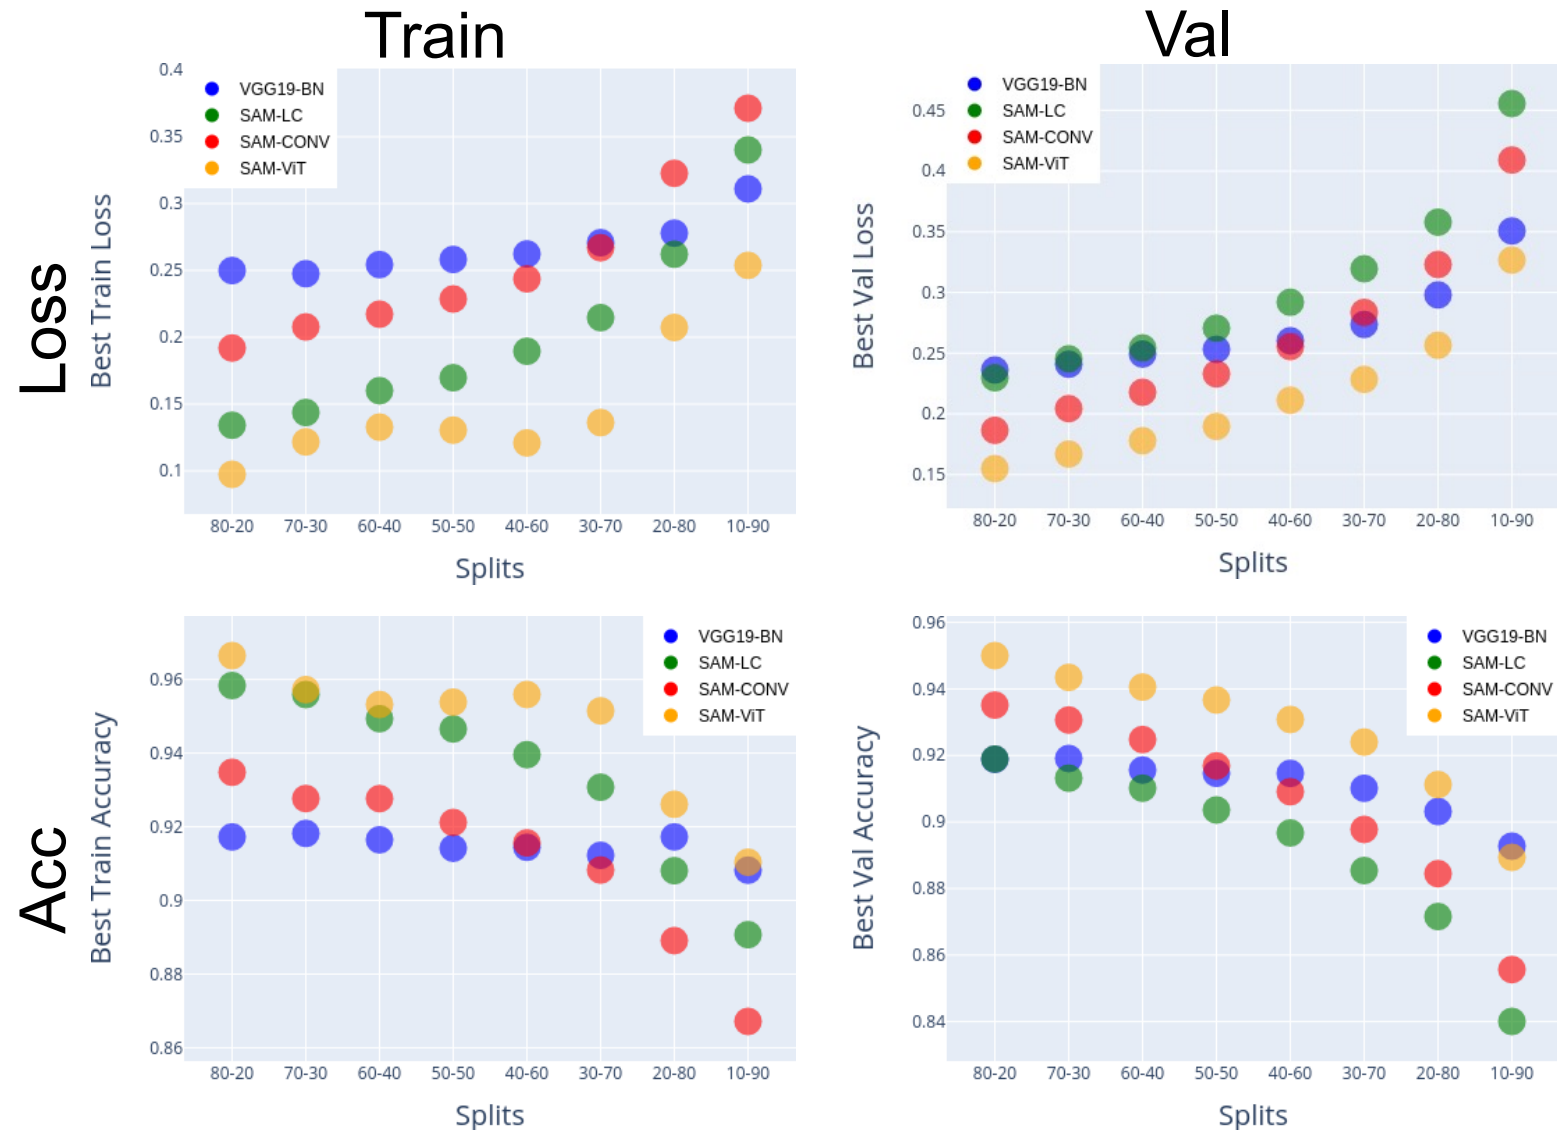 Train
Val
Loss
Best Train Loss
0.4
0.35
0.3
0.25
0.2
0.15
0.1
VGG19-BN
SAM-LC
SAM-CONV
SAM-ViT
80-20 70-30 60-40 50-50 40-60 30-70 20-80 10-90
Splits
Best Val Loss
0.45
0.4
0.35
0.3
0.25
0.2
0.15
VGG19-BN
SAM-LC
SAM-CONV
SAM-ViT
80-20 70-30 60-40 50-50 40-60 30-70 20-80 10-90
Splits
Acc
Best Train Accuracy
0.96
0.94
0.92
0.9
0.88
0.86
VGG19-BN
SAM-LC
SAM-CONV
SAM-ViT
80-20 70-30 60-40 50-50 40-60 30-70 20-80 10-90
Splits
Best Val Accuracy
0.96
0.94
0.92
0.9
0.88
0.86
0.84
VGG19-BN
SAM-LC
SAM-CONV
SAM-ViT
80-20 70-30 60-40 50-50 40-60 30-70 20-80 10-90
Splits